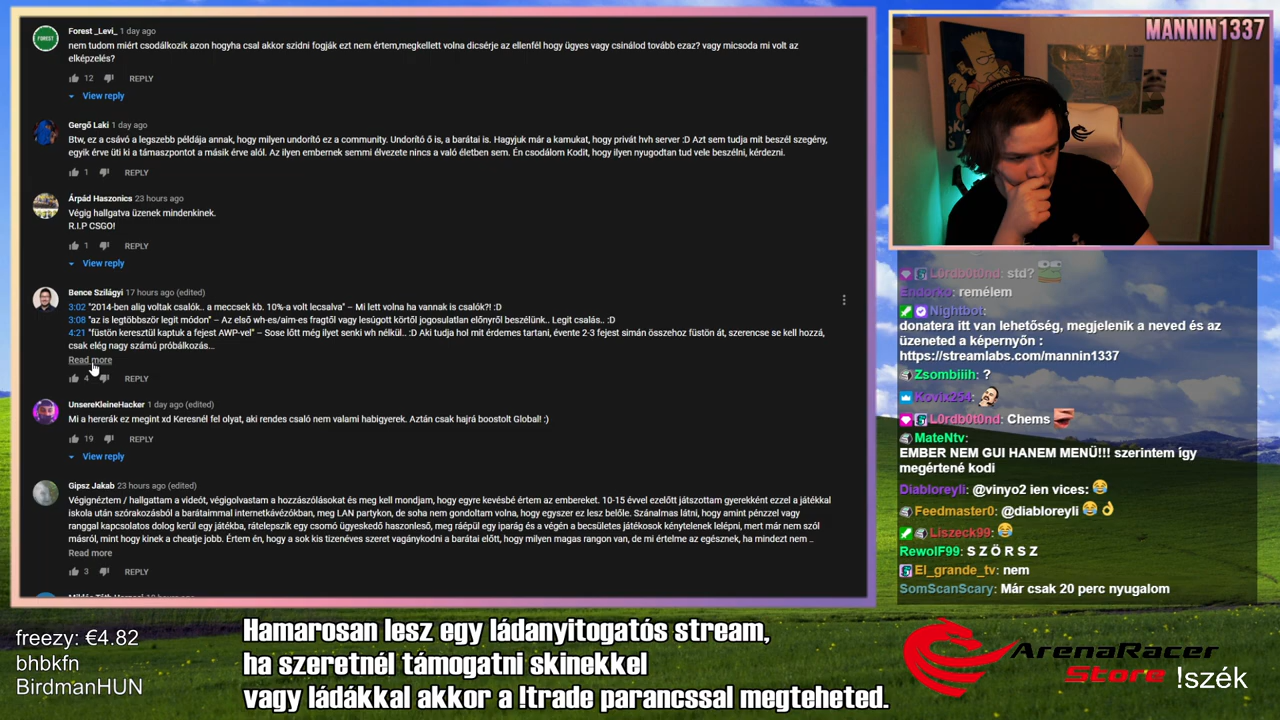 Forest _Levi_ 1 day ago
nem tudom miért csodálkozik azon hogyha csal akkor szidni fogják ezt nem értem,megkellett volna dicsérje az ellenfél hogy ügyes vagy csinálod tovább ezaz? vagy micsoda mi volt az
elképzelés?
12 REPLY
View reply
Gergő Laki 1 day ago
Btw, ez a csávó a legszebb példája annak, hogy milyen undorító ez a community. Undorító ő is, a barátai is. Hagyjuk már a kamukat, hogy privát hvh server :D Azt sem tudja mit beszél szegény,
egyik érve üti ki a támaszpontot a másik érve alól. Az ilyen embernek semmi élvezete nincs a való életben sem. Én csodálom Kodit, hogy ilyen nyugodtan tud vele beszélni, kérdezni.
1 REPLY
Árpád Haszonics 23 hours ago
Végig hallgatva üzenek mindenkinek.
R.I.P CSGO!
1 REPLY
View reply
Bence Szilágyi 17 hours ago (edited)
3:02 "2014-ben alig voltak csalók.. a meccsek kb. 10%-a volt lecsalva" – Mi lett volna ha vannak is csalók?! :D
3:08 "az is legtöbbször legit módon" – Az első wh-es/aim-es fragtől vagy lesúgott körtől jogosulatlan előnyről beszélünk.. Legit csalás.. :D
4:21 "füstön keresztül kaptuk a fejest AWP-vel" – Sose lőtt még ilyet senki wh nélkül.. :D Aki tudja hol mit érdemes tartani, évente 2-3 fejest simán összehoz füstön át, szerencse se kell hozzá,
csak elég nagy számú próbálkozás...
Read more
4 REPLY
UnsereKleineHacker 1 day ago (edited)
Mi a hererák ez megint xd Keresnél fel olyat, aki rendes csaló nem valami habigyerek. Aztán csak hajrá boostolt Global! :)
19 REPLY
View reply
Gipsz Jakab 23 hours ago (edited)
Végignéztem / hallgattam a videót, végigolvastam a hozzászólásokat és meg kell mondjam, hogy egyre kevésbé értem az embereket. 10-15 évvel ezelőtt játszottam gyerekként ezzel a játékkal
iskola után szórakozásból a barátaimmal internetkávézókban, meg LAN partykon, de soha nem gondoltam volna, hogy egyszer ez lesz belőle. Szánalmas látni, hogy amint pénzzel vagy
ranggal kapcsolatos dolog kerül egy játékba, rátelepszik egy csomó ügyeskedő haszonleső, meg ráépül egy iparág és a végén a becsületes játékosok kénytelenek lelépni, mert már nem szól
másról, mint hogy kinek a cheatje jobb. Értem én, hogy a sok kis tizenéves szeret vagánykodni a barátai előtt, hogy milyen magas rangon van, de mi értelme az egésznek, ha mindezt nem ..
Read more
3 REPLY
MANNIN1337
L0rdb0t0nd: std?
Endorko: remélem
Nightbot:
donatera itt van lehetőség, megjelenik a neved és az
üzeneted a képernyőn :
https://streamlabs.com/mannin1337
Zsombiiih: ?
Kovix254:
L0rdb0t0nd: Chems
MateNtv:
EMBER NEM GUI HANEM MENÜ!!! szerintem így
megértené kodi
Diabloreyli: @vinyo2 ien vices:
Feedmaster0: @diabloreyli
Liszeck99:
RewolF99: S Z Ö R S Z
El_grande_tv: nem
SomScanScary: Már csak 20 perc nyugalom
freezy: €4.82
bhbkfn
BirdmanHUN
Hamarosan lesz egy ládanyitogatós stream,
ha szeretnél támogatni skinekkel
vagy ládákkal akkor a !trade paranccsal megteheted.
ArenaRacer
Store !szék